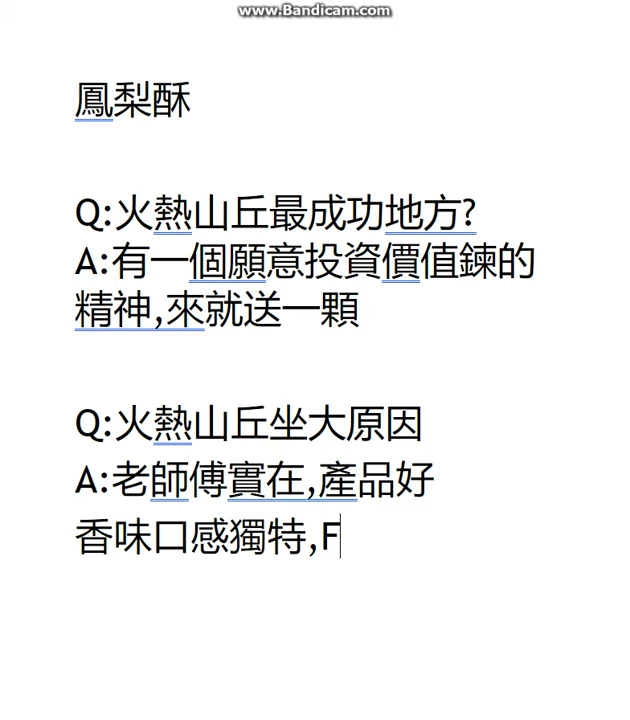 www.Bandicam.com
鳳梨酥
Q:火熱山丘最成功地方?
A:有一個願意投資價值鍊的
精神,來就送一顆
Q:火熱山丘坐大原因
A:老師傅實在,產品好
香味口感獨特,F